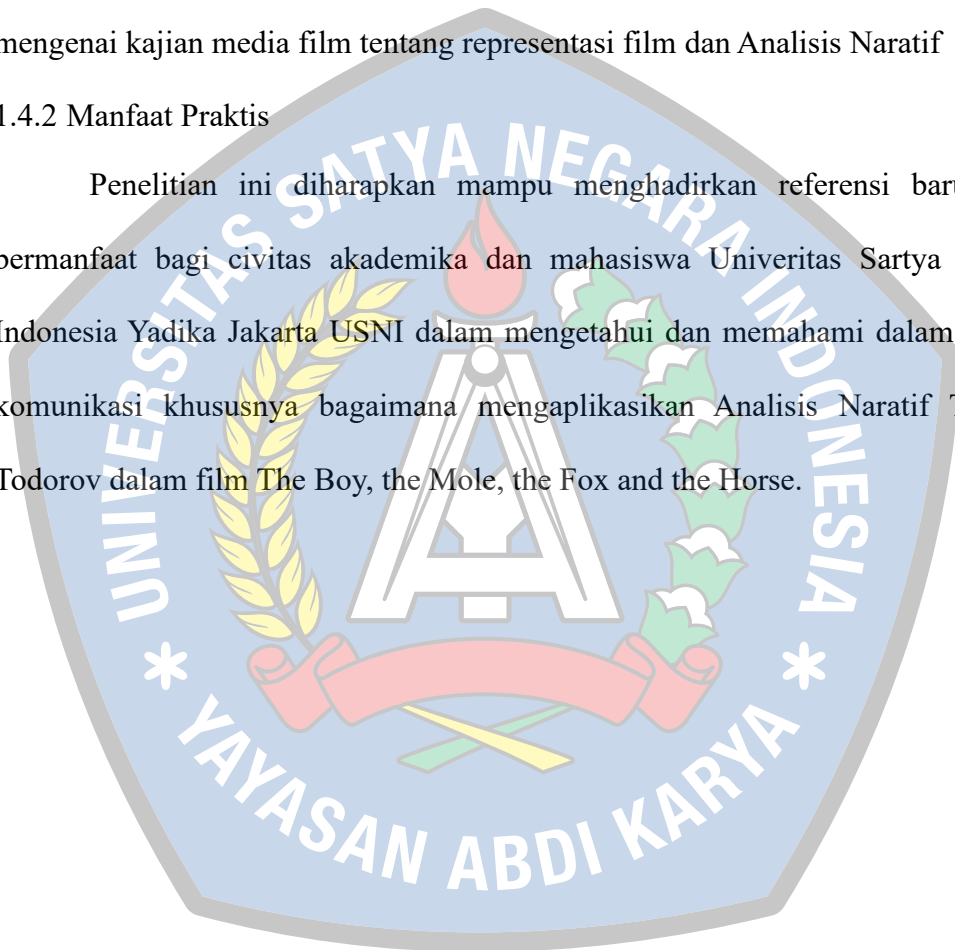 mengenai kajian media film tentang representasi film dan Analisis Naratif
1.4.2 Manfaat Praktis
Penelitian ini diharapkan mampu menghadirkan referensi baru
bermanfaat bagi civitas akademika dan mahasiswa Univeritas Sartya
Indonesia Yadika Jakarta USNI dalam mengetahui dan memahami dalam
komunikasi khususnya bagaimana mengaplikasikan Analisis Naratif
Todorov dalam film The Boy, the Mole, the Fox and the Horse.
UNIVERSITAS SATYA NEGARA INDONESIA
* YAYASAN ABDI KARYA *